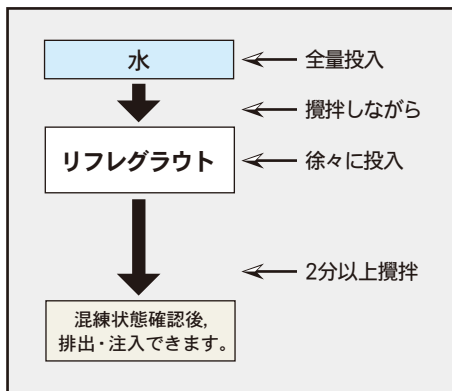 水
全量投入
攪拌しながら
リフレグラウト
徐々に投入
2分以上攪拌
混練状態確認後,
排出・注入できます。